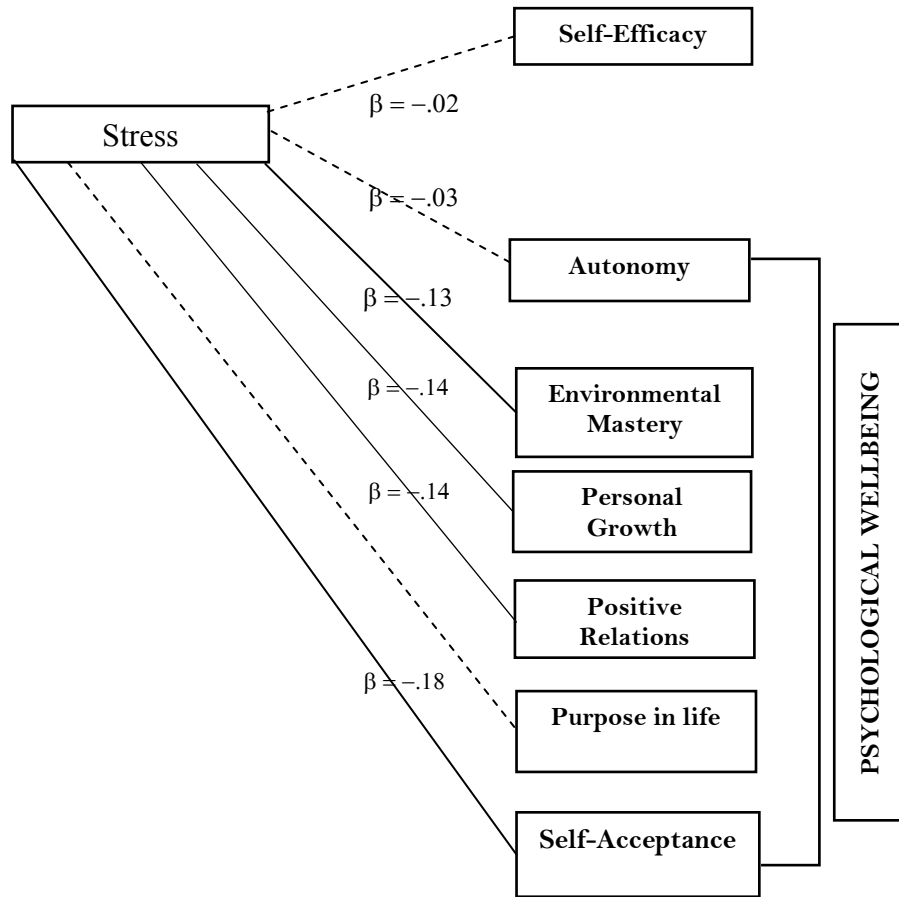 Self-Efficacy
β = −.02
Stress
β = −.03
Autonomy
β = −.13
Environmental
Mastery
β = −.14
Personal
Growth
β = −.14
Positive
Relations
β = −.18
Purpose in life
Self-Acceptance
PSYCHOLOGICAL WELLBEING